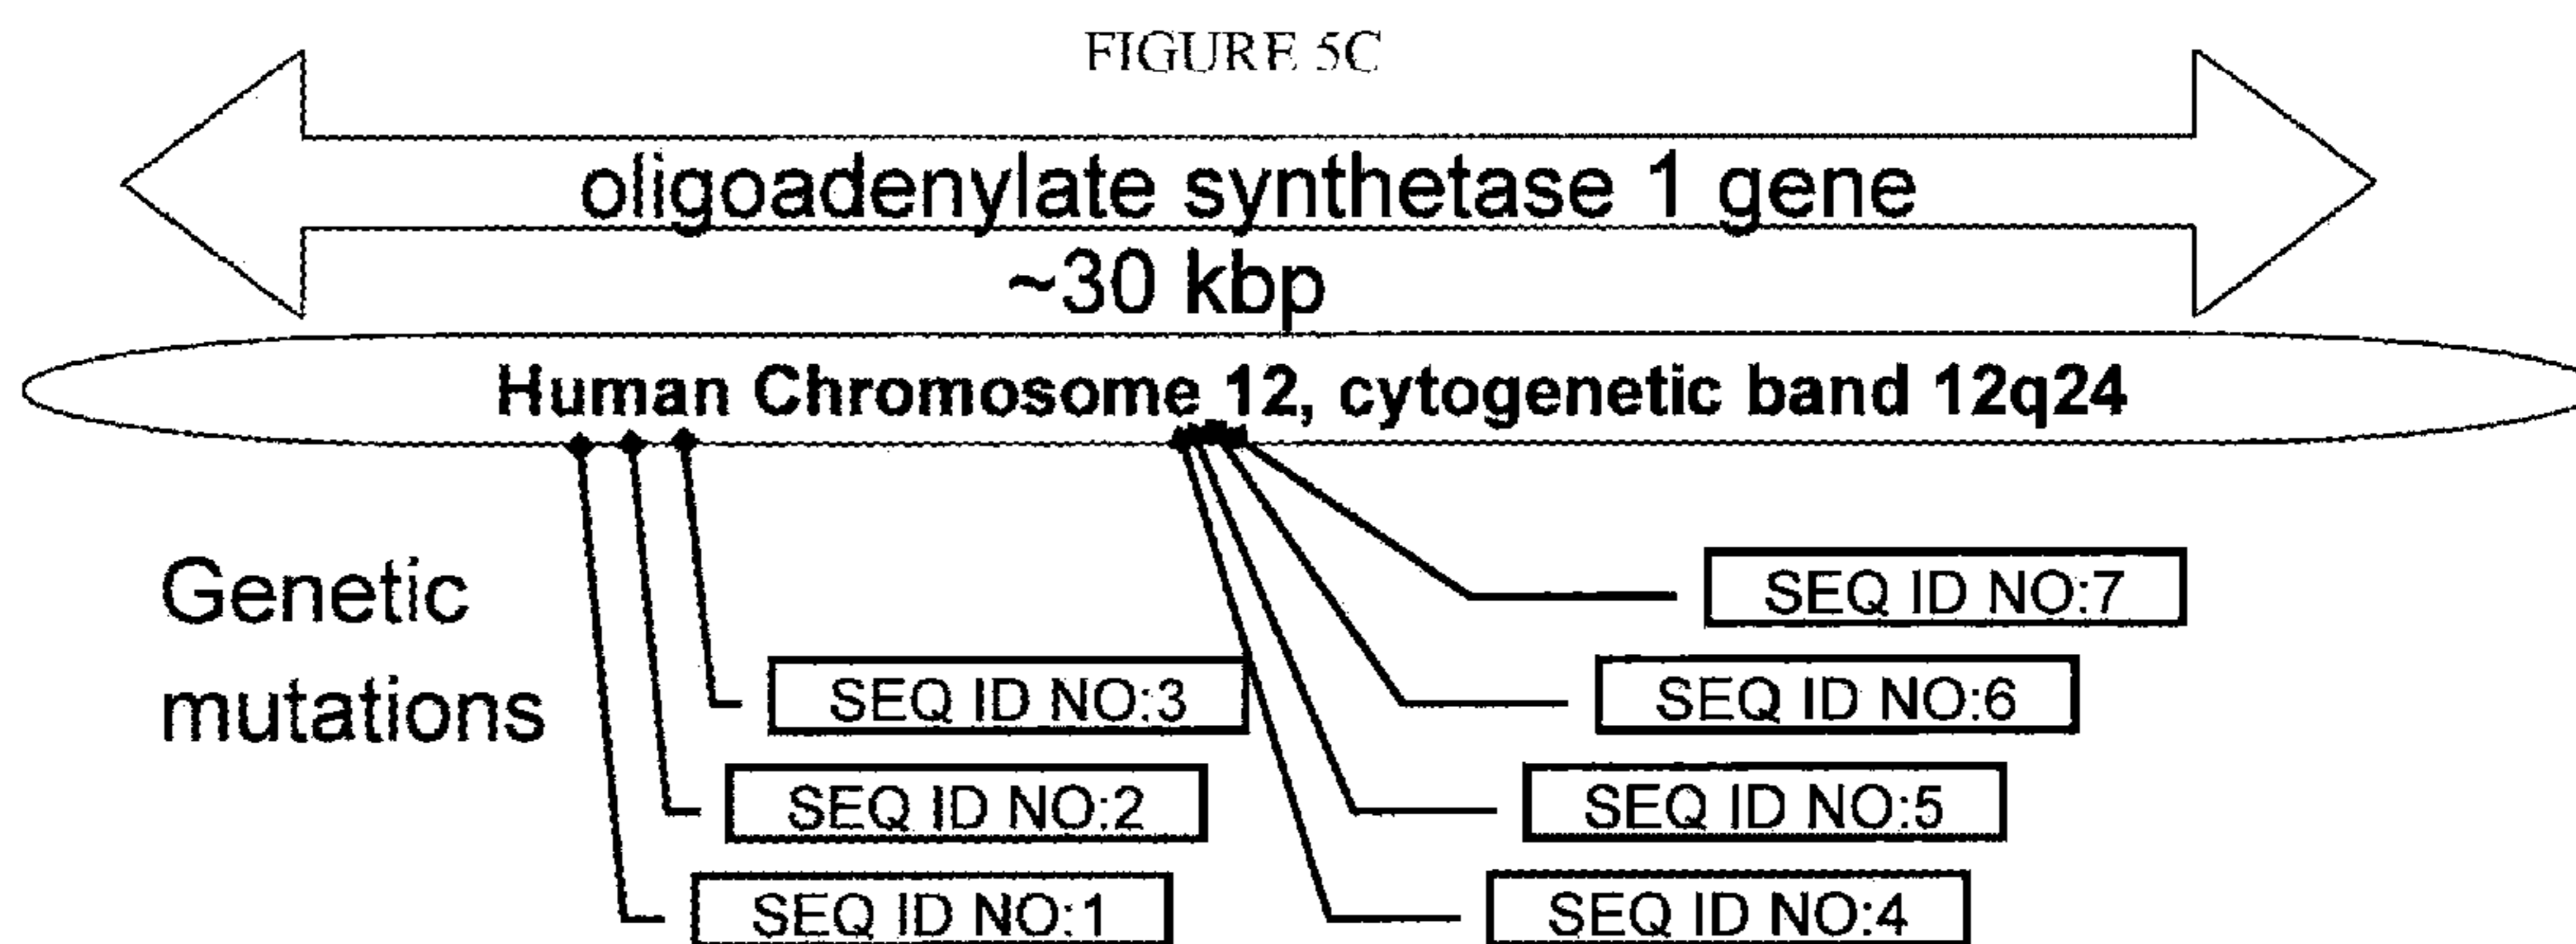 FIGURE 5C
oligoadenylate synthetase 1 gene
~30 kbp
Human Chromosome 12, cytogenetic band 12q24
Genetic
mutations
SEQ ID NO:7
SEQ ID NO:3
SEQ ID NO:6
SEQ ID NO:2
SEQ ID NO:5
SEQ ID NO:1
SEQ ID NO:4